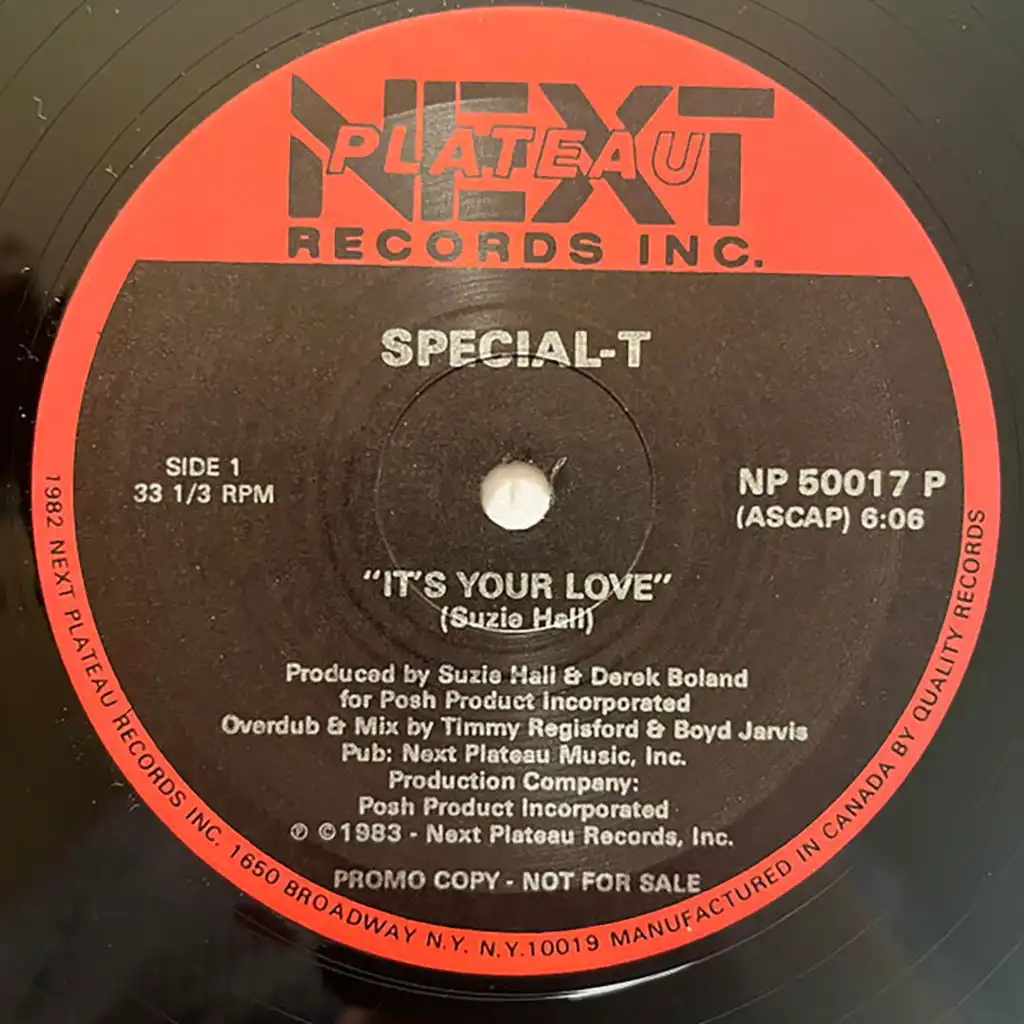 NEXT
PLATEAU
RECORDS INC.
SPECIAL-T
SIDE 1
33 1/3 RPM
NP 50017 P
(ASCAP) 6:06
"IT'S YOUR LOVE"
(Suzie Hall)
Produced by Suzie Hall & Derek Boland
for Posh Product Incorporated
Overdub & Mix by Timmy Regisford & Boyd Jarvis
Pub: Next Plateau Music, Inc.
Production Company:
Posh Product Incorporated
℗ ©1983 - Next Plateau Records, Inc.
PROMO COPY - NOT FOR SALE
1982 NEXT PLATEAU RECORDS INC. 1650 BROADWAY N.Y. N.Y.10019 MANUFACTURED IN CANADA BY QUALITY RECORDS